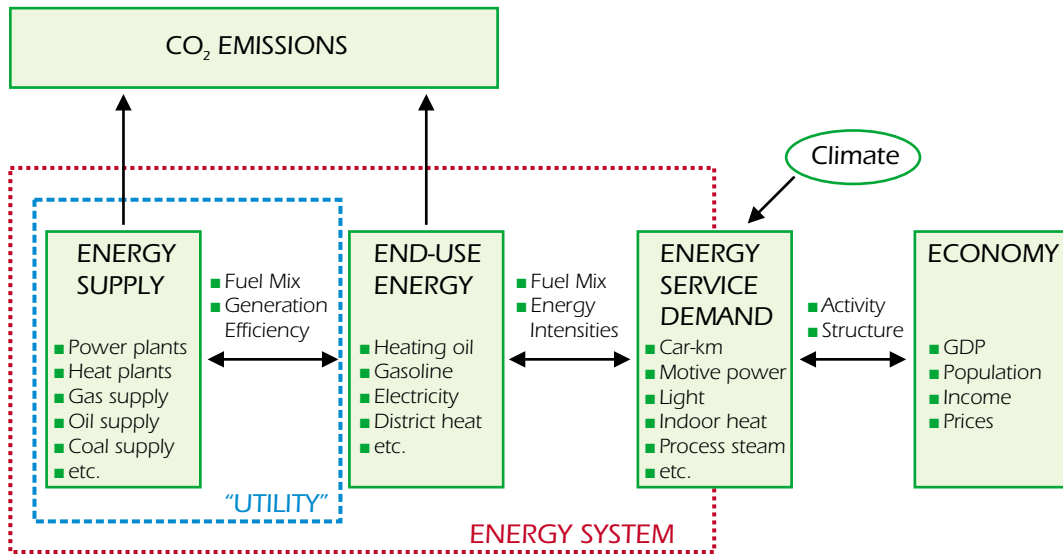 CO₂ EMISSIONS
Climate
ENERGY
SUPPLY
■ Power plants
■ Heat plants
■ Gas supply
■ Oil supply
■ Coal supply
■ etc.
■ Fuel Mix
■ Generation
Efficiency
END-USE
ENERGY
■ Heating oil
■ Gasoline
■ Electricity
■ District heat
■ etc.
■ Fuel Mix
■ Energy
Intensities
ENERGY
SERVICE
DEMAND
■ Car-km
■ Motive power
■ Light
■ Indoor heat
■ Process steam
■ etc.
■ Activity
■ Structure
ECONOMY
■ GDP
■ Population
■ Income
■ Prices
“UTILITY”
ENERGY SYSTEM